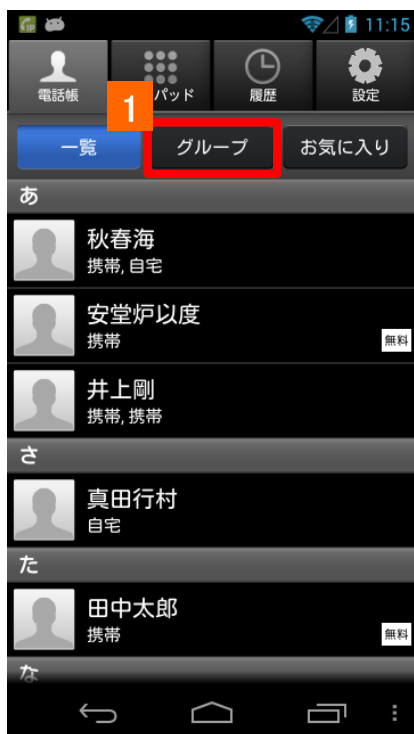 11:15
電話帳
パッド
履歴
設定
1
一覧
グループ
お気に入り
あ
秋春海
携帯, 自宅
安堂炉以度
携帯
無料
井上剛
携帯, 携帯
さ
真田行村
自宅
た
田中太郎
携帯
無料
な